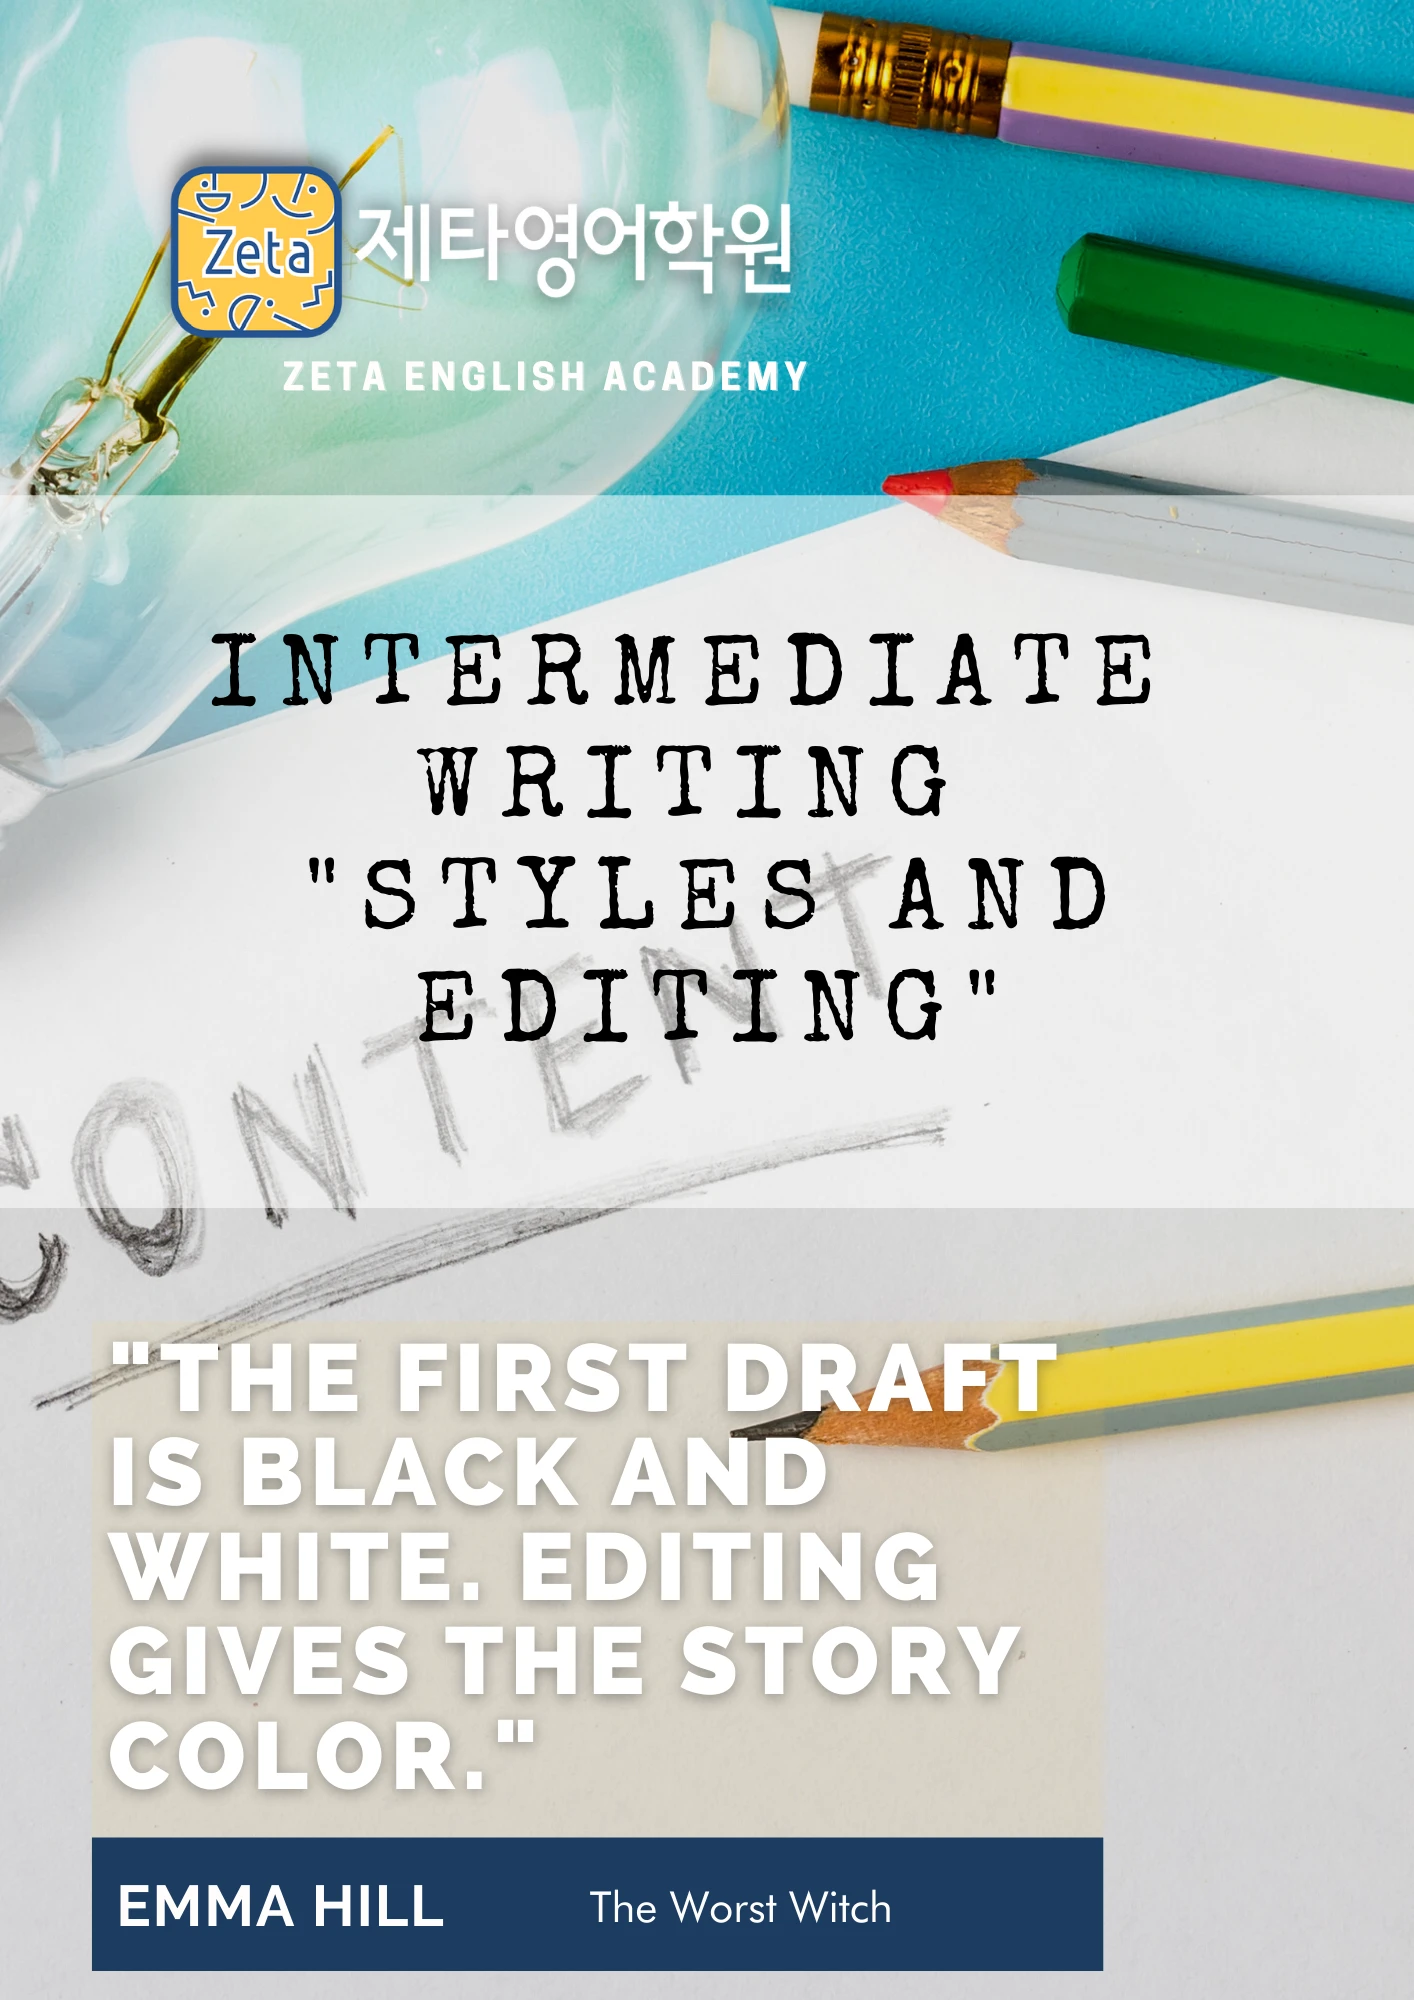 Zeta
제타영어학원
ZETA ENGLISH ACADEMY
INTERMEDIATE
WRITING
"STYLES AND
EDITING"
CONTENT
"THE FIRST DRAFT
IS BLACK AND
WHITE. EDITING
GIVES THE STORY
COLOR."
EMMA HILL The Worst Witch